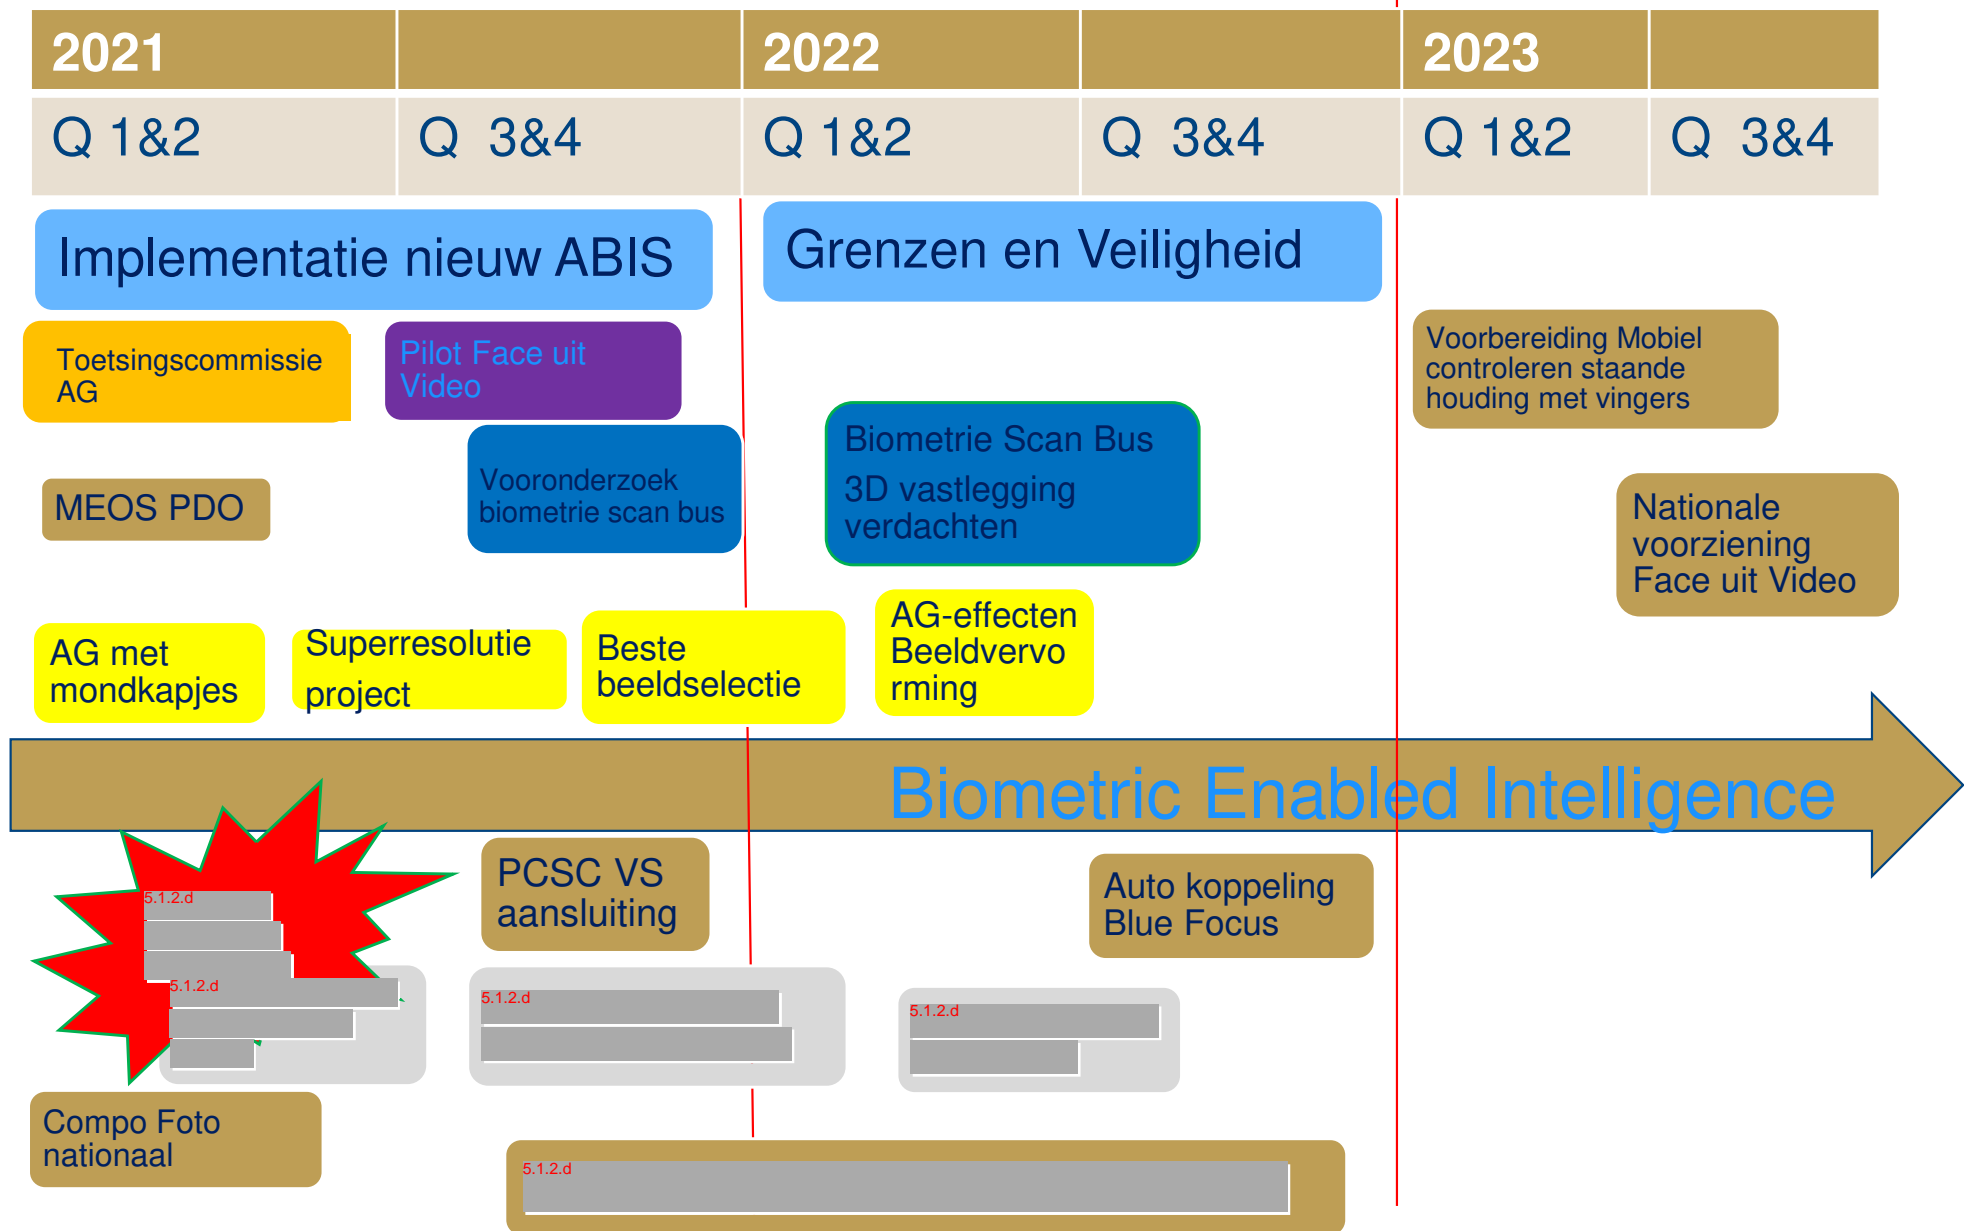 2021
2022
2023
Q 1&2
Q 3&4
Q 1&2
Q 3&4
Q 1&2
Q 3&4
Implementatie nieuw ABIS
Grenzen en Veiligheid
Toetsingscommissie
AG
Pilot Face uit
Video
Voorbereiding Mobiel
controleren staande
houding met vingers
MEOS PDO
Vooronderzoek
biometrie scan bus
Biometrie Scan Bus
3D vastlegging
verdachten
Nationale
voorziening
Face uit Video
AG met
mondkapjes
Superresolutie
project
Beste
beeldselectie
AG-effecten
Beeldvervo
rming
Biometric Enabled Intelligence
5.1.2.d
5.1.2.d
PCSC VS
aansluiting
Auto koppeling
Blue Focus
5.1.2.d
5.1.2.d
Compo Foto
nationaal
5.1.2.d